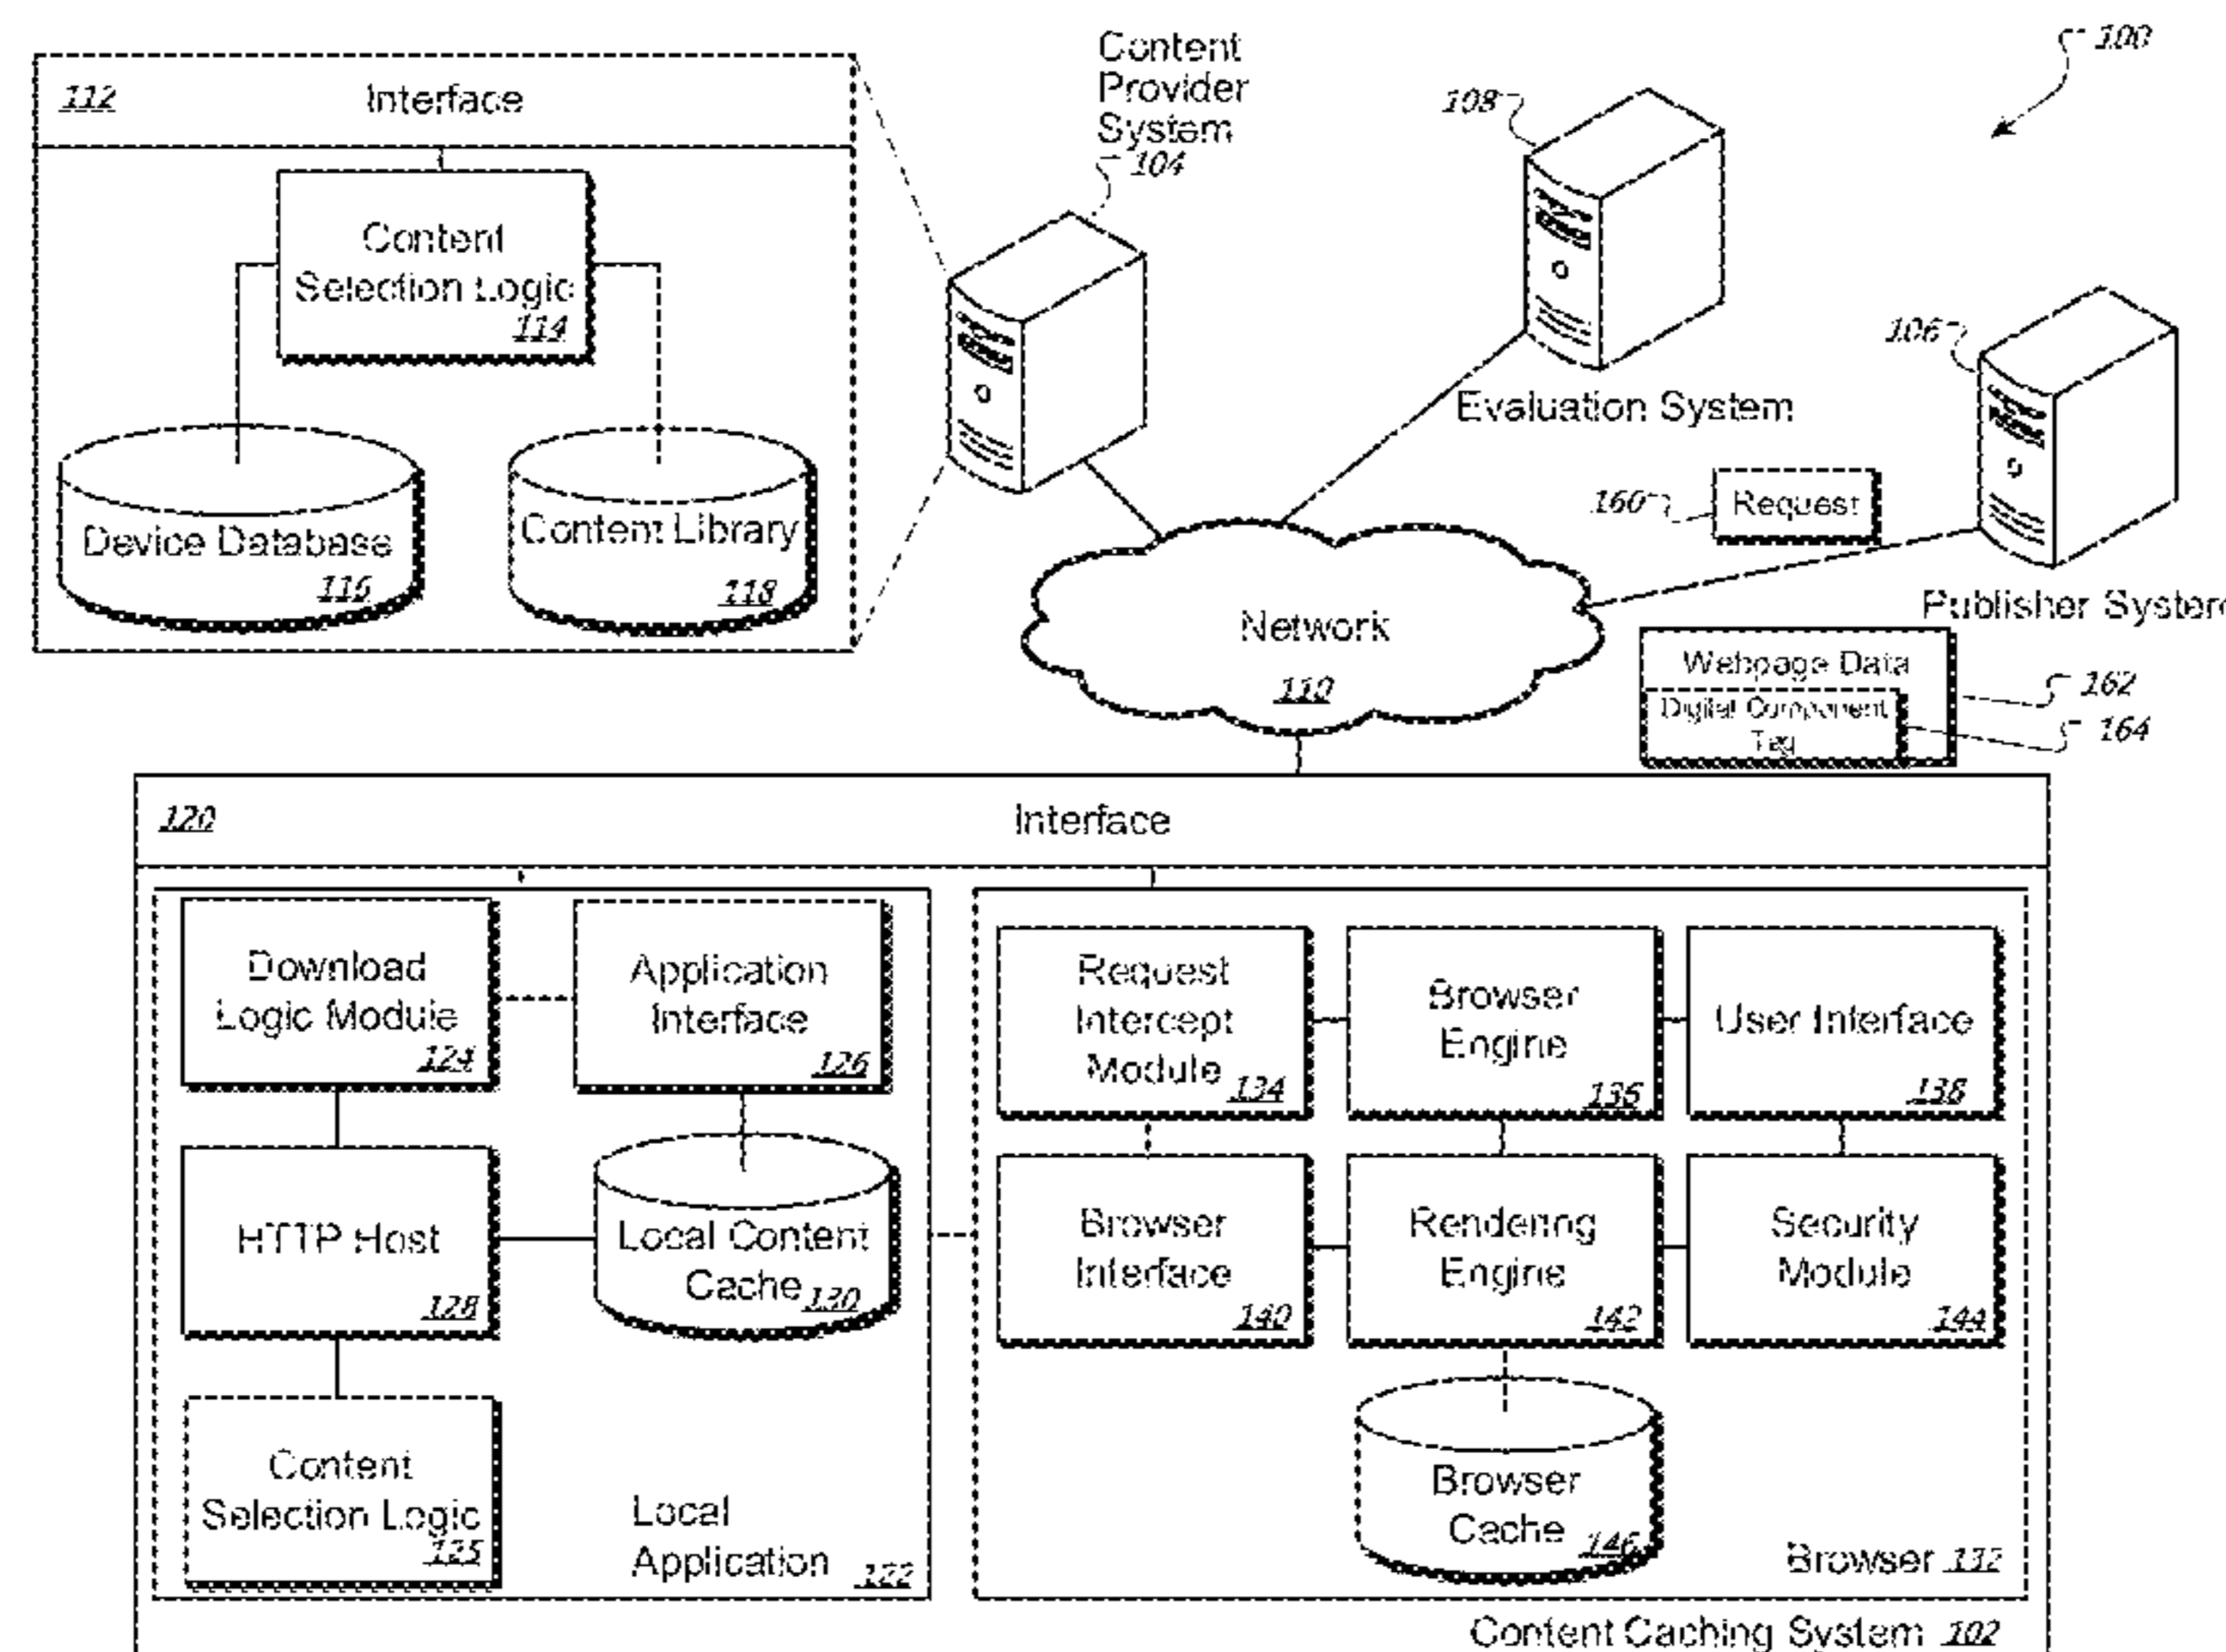 100
Content
Provider
System
104
108
Evaluation System
106
Publisher System
112
Interface
Content
Selection Logic
114
Device Database
116
Content Library
118
160
Request
Network
110
Webpage Data
162
Digital Component
Tag
164
120
Interface
Download
Logic Module
124
Application
Interface
126
HTTP Host
128
Local Content
Cache 130
Content
Selection Logic
125
Local
Application 122
Request
Intercept
Module 134
Browser
Engine
136
User Interface
138
Browser
Interface
140
Rendering
Engine
142
Security
Module
144
Browser
Cache 146
Browser 132
Content Caching System 102